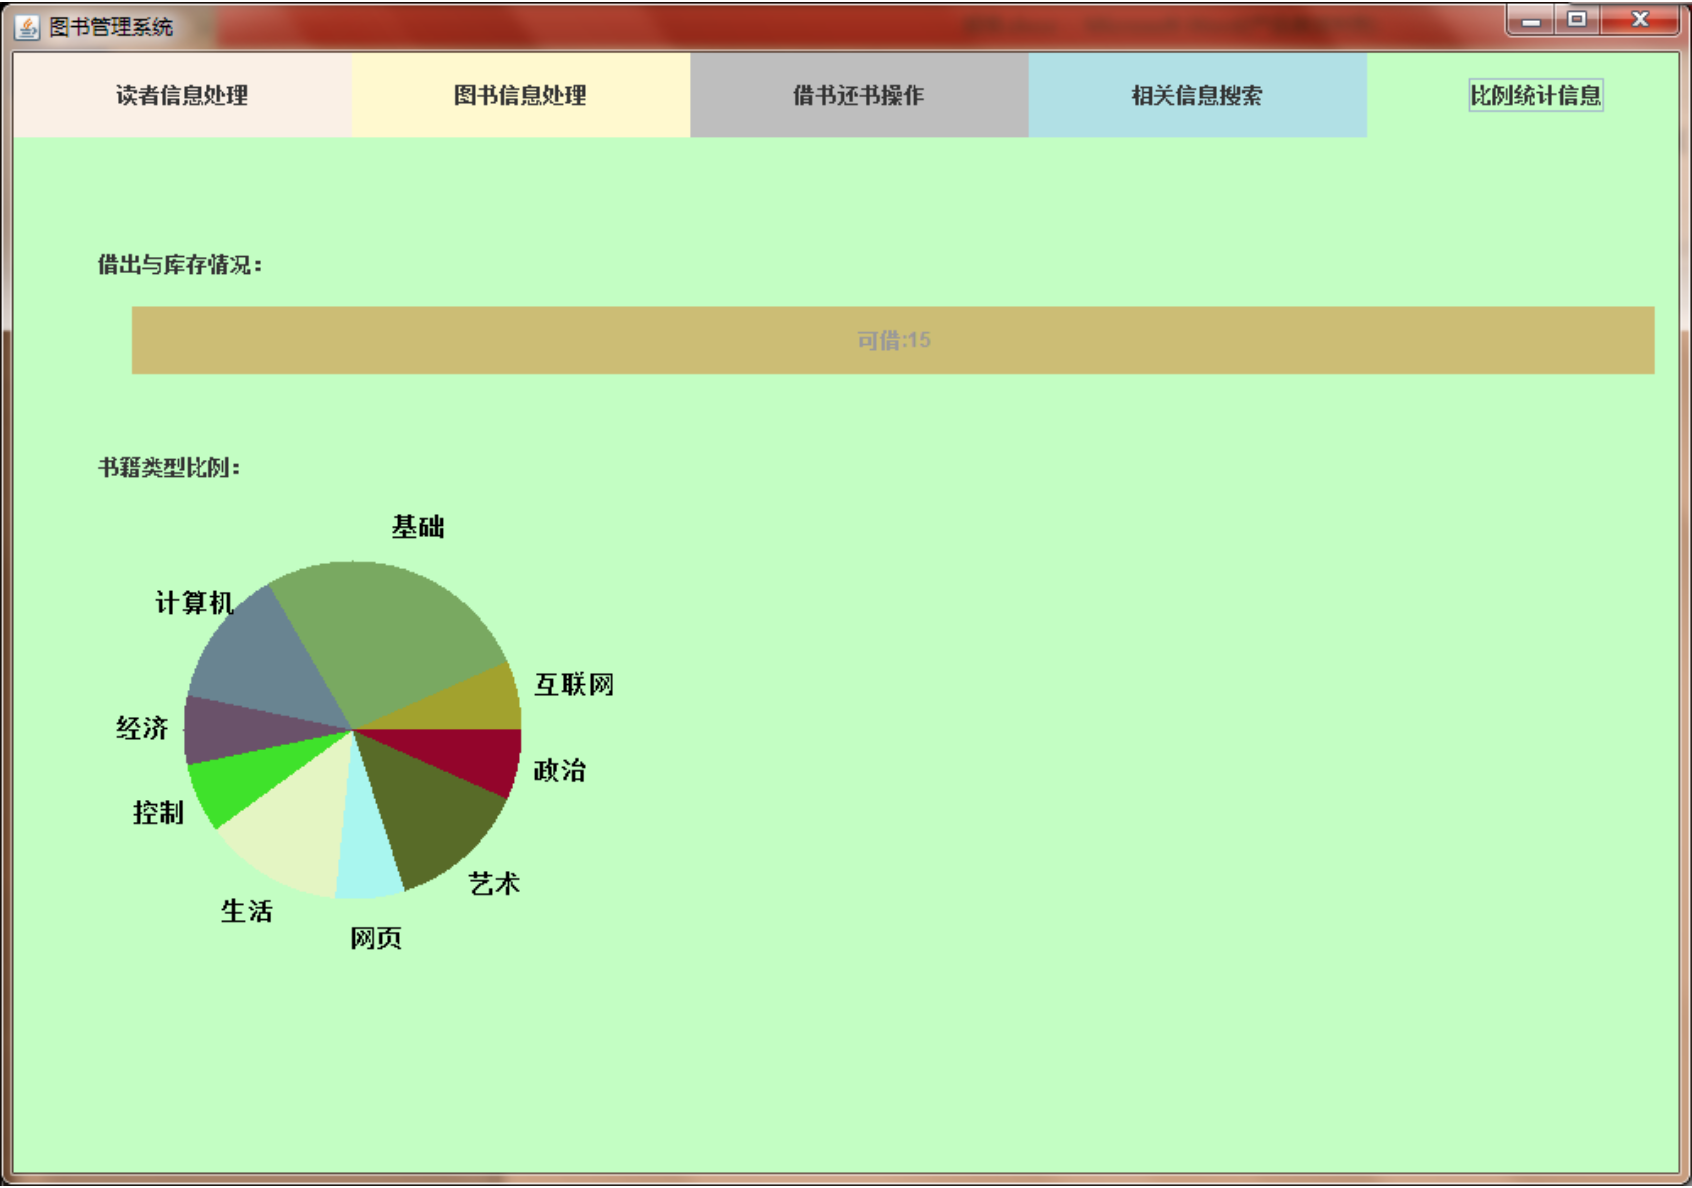 图书管理系统
读者信息处理
图书信息处理
借书还书操作
相关信息搜索
比例统计信息
借出与库存情况：
可借:15
书籍类型比例：
基础
计算机
互联网
经济
政治
控制
艺术
生活
网页